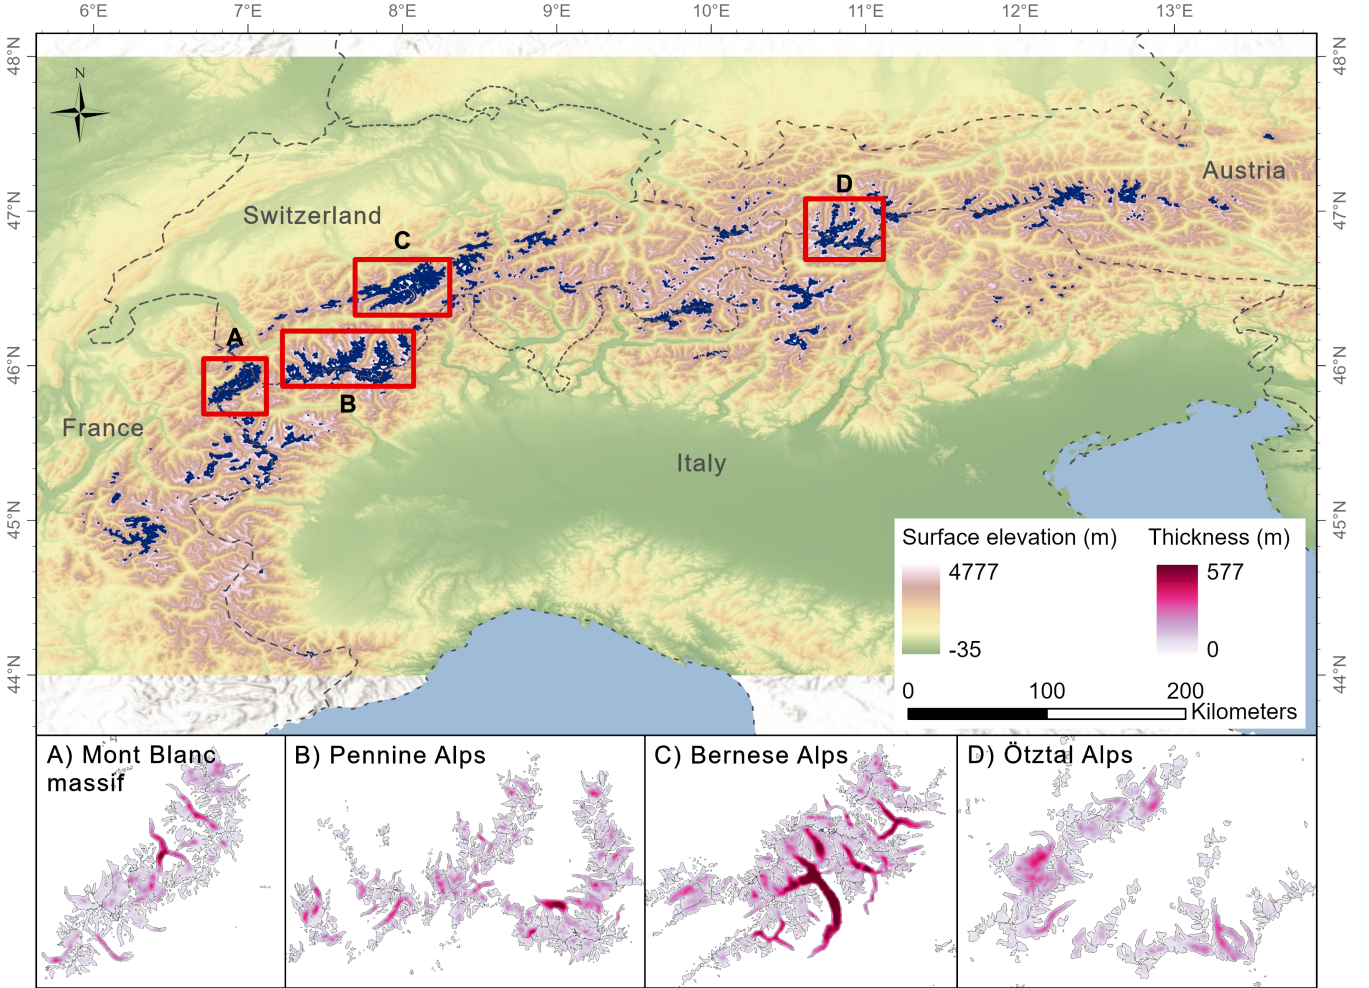 6°E 7°E 8°E 9°E 10°E 11°E 12°E 13°E
48°N 48°N
N
Austria
D
47°N 47°N
Switzerland
C
A
46°N 46°N
B
France
Italy
45°N 45°N
Surface elevation (m) Thickness (m)
4777 577
-35 0
44°N 44°N
0 100 200
Kilometers
A) Mont Blanc
massif
B) Pennine Alps
C) Bernese Alps
D) Ötztal Alps